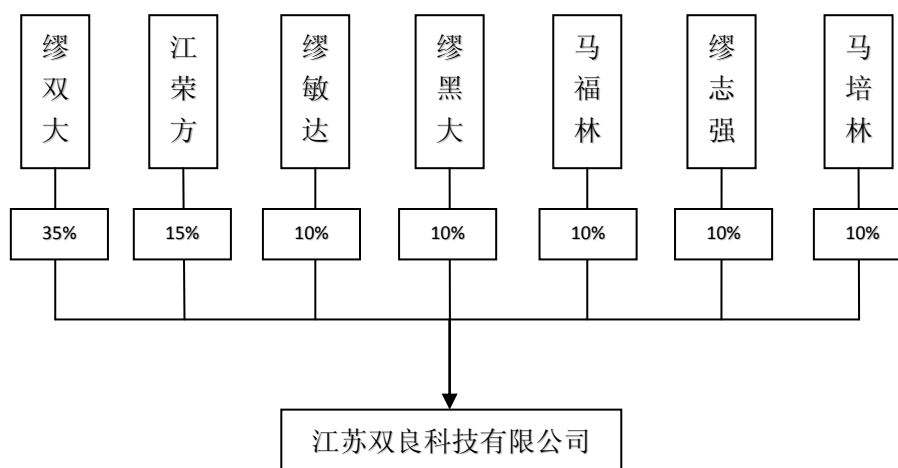 缪双大
江荣方
缪敏达
缪黑大
马福林
缪志强
马培林
35%
15%
10%
10%
10%
10%
10%
江苏双良科技有限公司